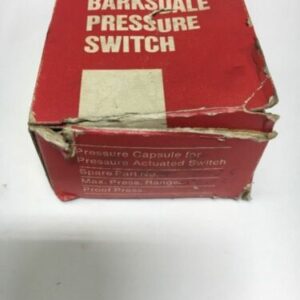 BARKSDALE
PRESSURE
SWITCH
Pressure Capsule for
Pressure Actuated Switch
Spare Part No.
Max. Press. Range.
Proof Press.